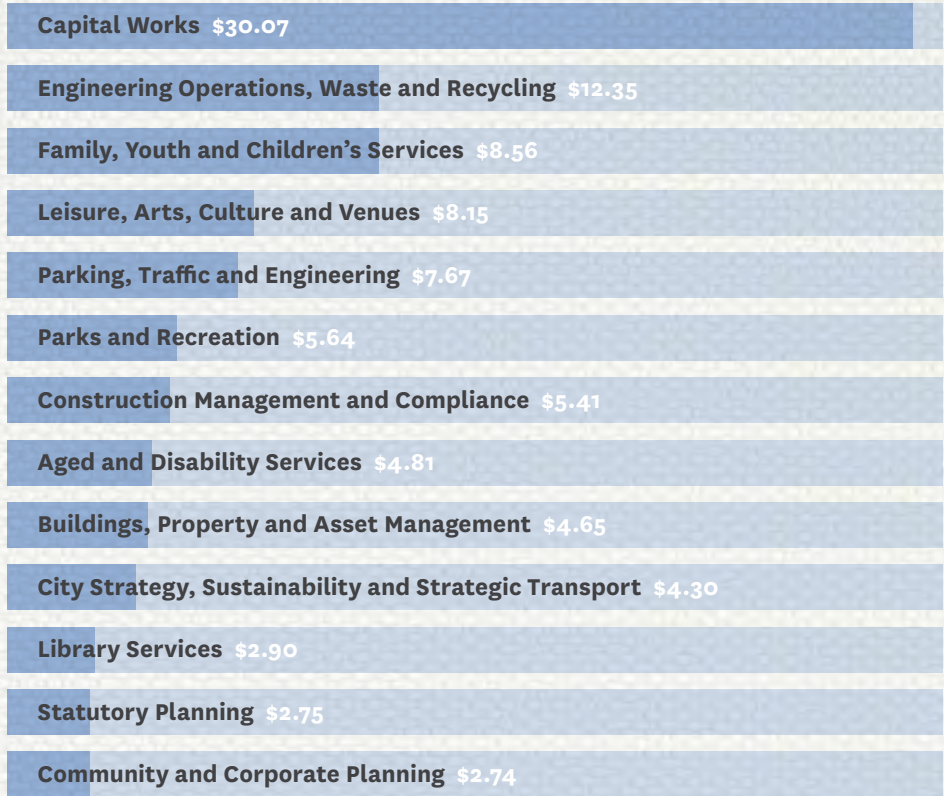 Capital Works $30.07
Engineering Operations, Waste and Recycling $12.35
Family, Youth and Children’s Services $8.56
Leisure, Arts, Culture and Venues $8.15
Parking, Traffic and Engineering $7.67
Parks and Recreation $5.64
Construction Management and Compliance $5.41
Aged and Disability Services $4.81
Buildings, Property and Asset Management $4.65
City Strategy, Sustainability and Strategic Transport $4.30
Library Services $2.90
Statutory Planning $2.75
Community and Corporate Planning $2.74